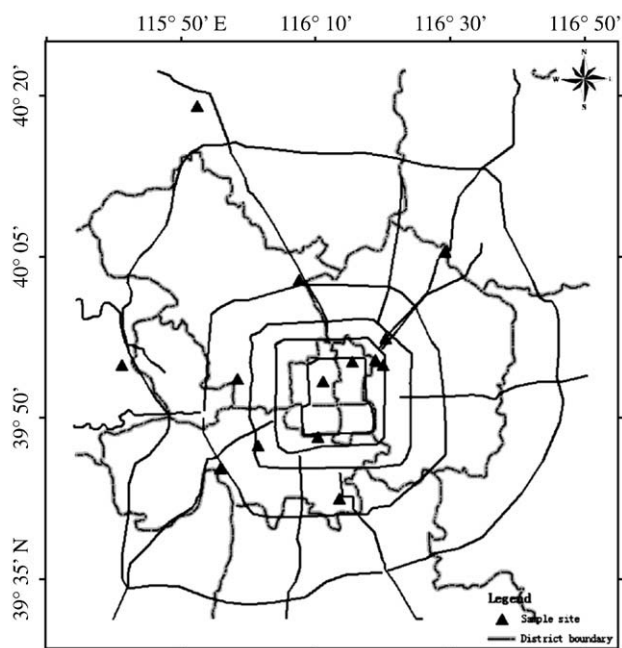 115° 50' E 116° 10' 116° 30' 116° 50'
40° 20'
40° 05'
39° 50'
39° 35' N
N
W
S
Legend
Sample site
District boundary